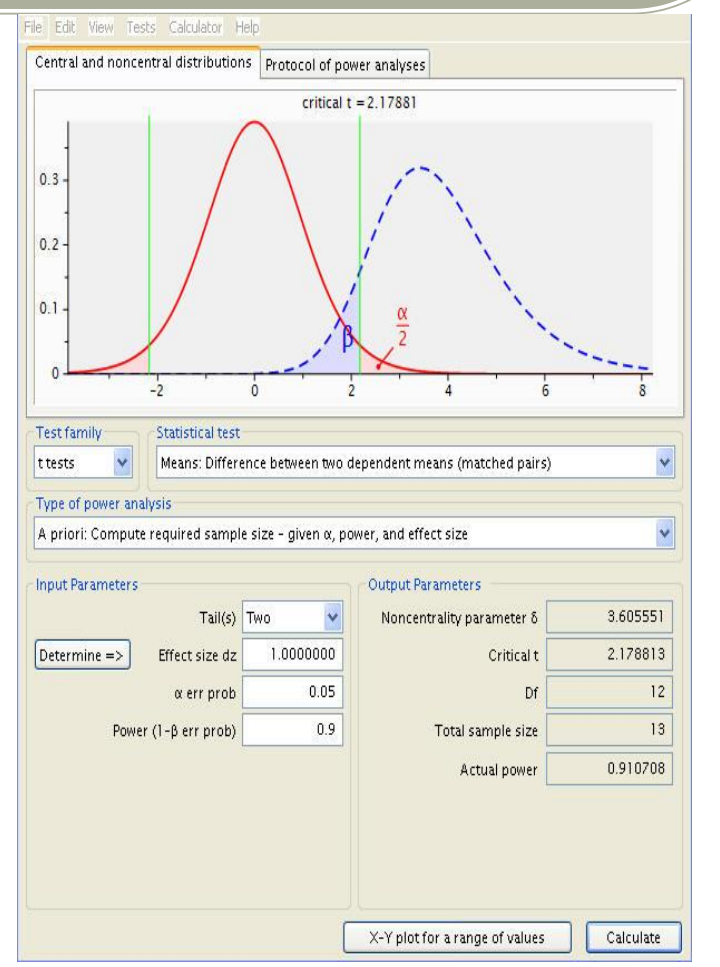 File Edit View Tests Calculator Help
Central and noncentral distributions Protocol of power analyses
critical t = 2.17881
0.3
0.2
0.1
0
β
α
2
-2 0 2 4 6 8
Test family Statistical test
t tests Means: Difference between two dependent means (matched pairs)
Type of power analysis
A priori: Compute required sample size - given α, power, and effect size
Input Parameters Output Parameters
Tail(s) Two Noncentrality parameter δ 3.605551
Determine => Effect size dz 1.0000000 Critical t 2.178813
α err prob 0.05 Df 12
Power (1-β err prob) 0.9 Total sample size 13
Actual power 0.910708
X-Y plot for a range of values Calculate